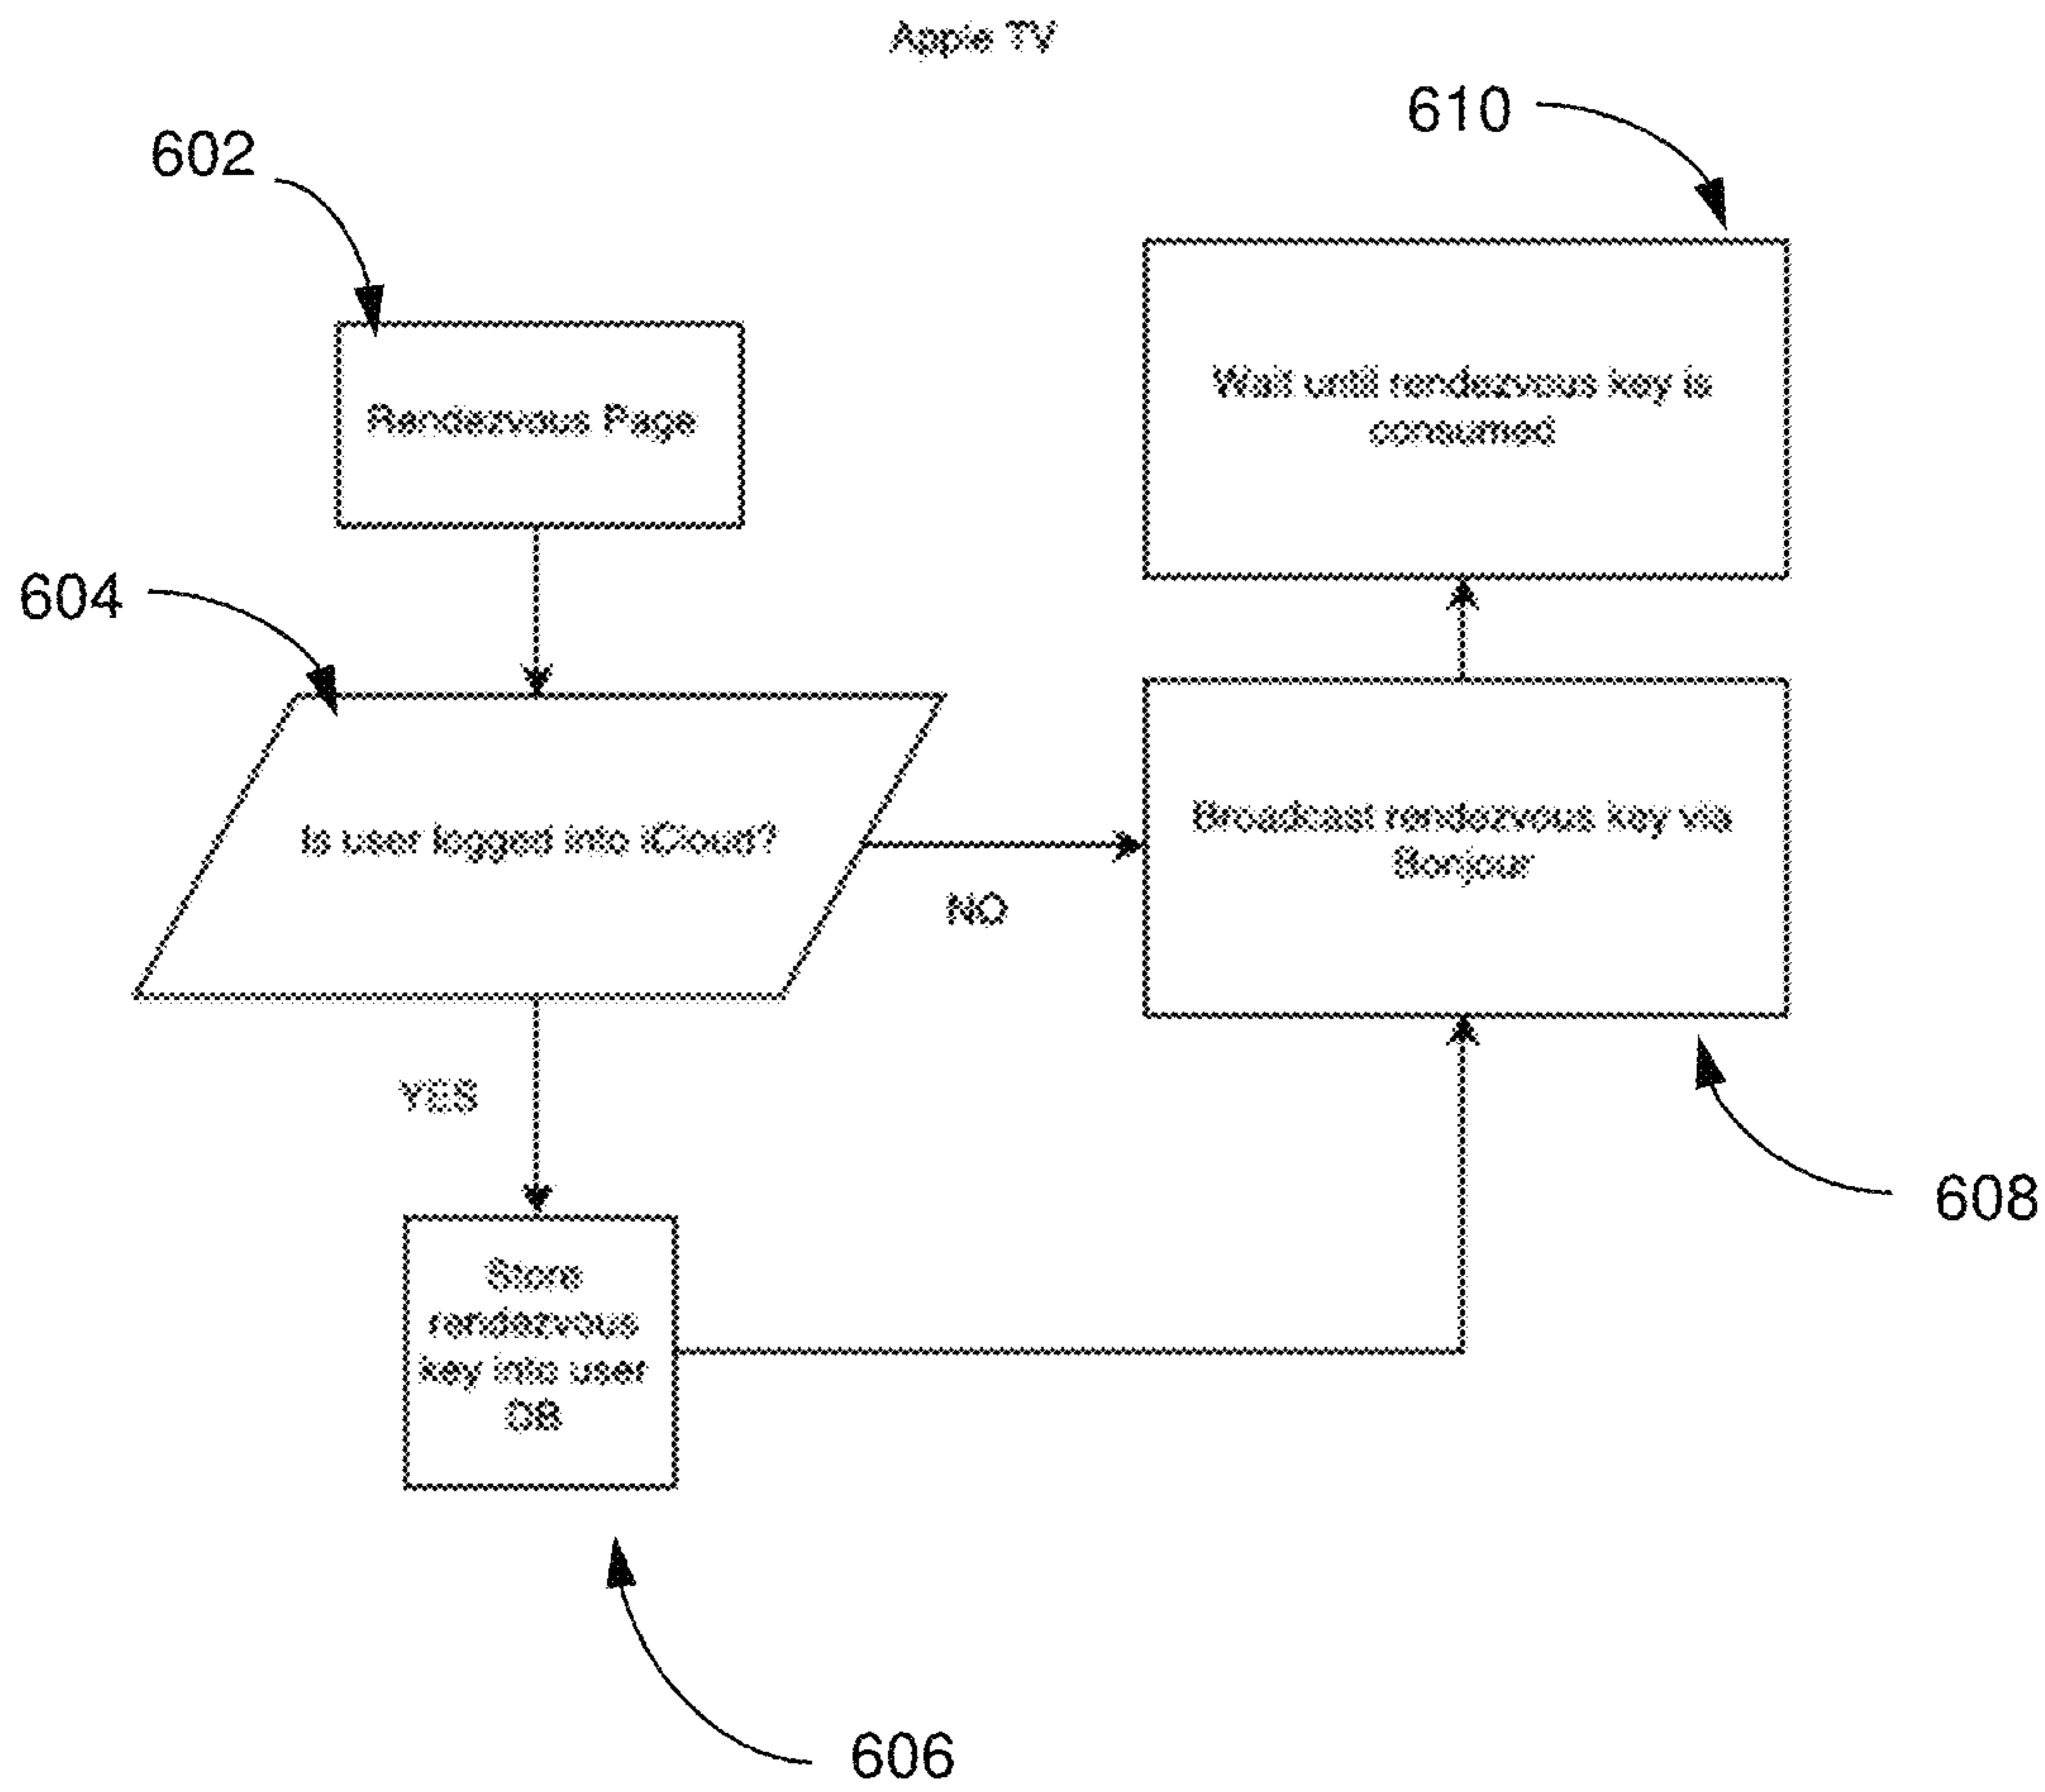 Apple TV
610
602
Wait until rendezvous key is
consumed
Rendezvous Page
604
Is user logged into iCloud?
Broadcast rendezvous key via
Bonjour
NO
YES
608
Store
rendezvous
key into user
DB
606